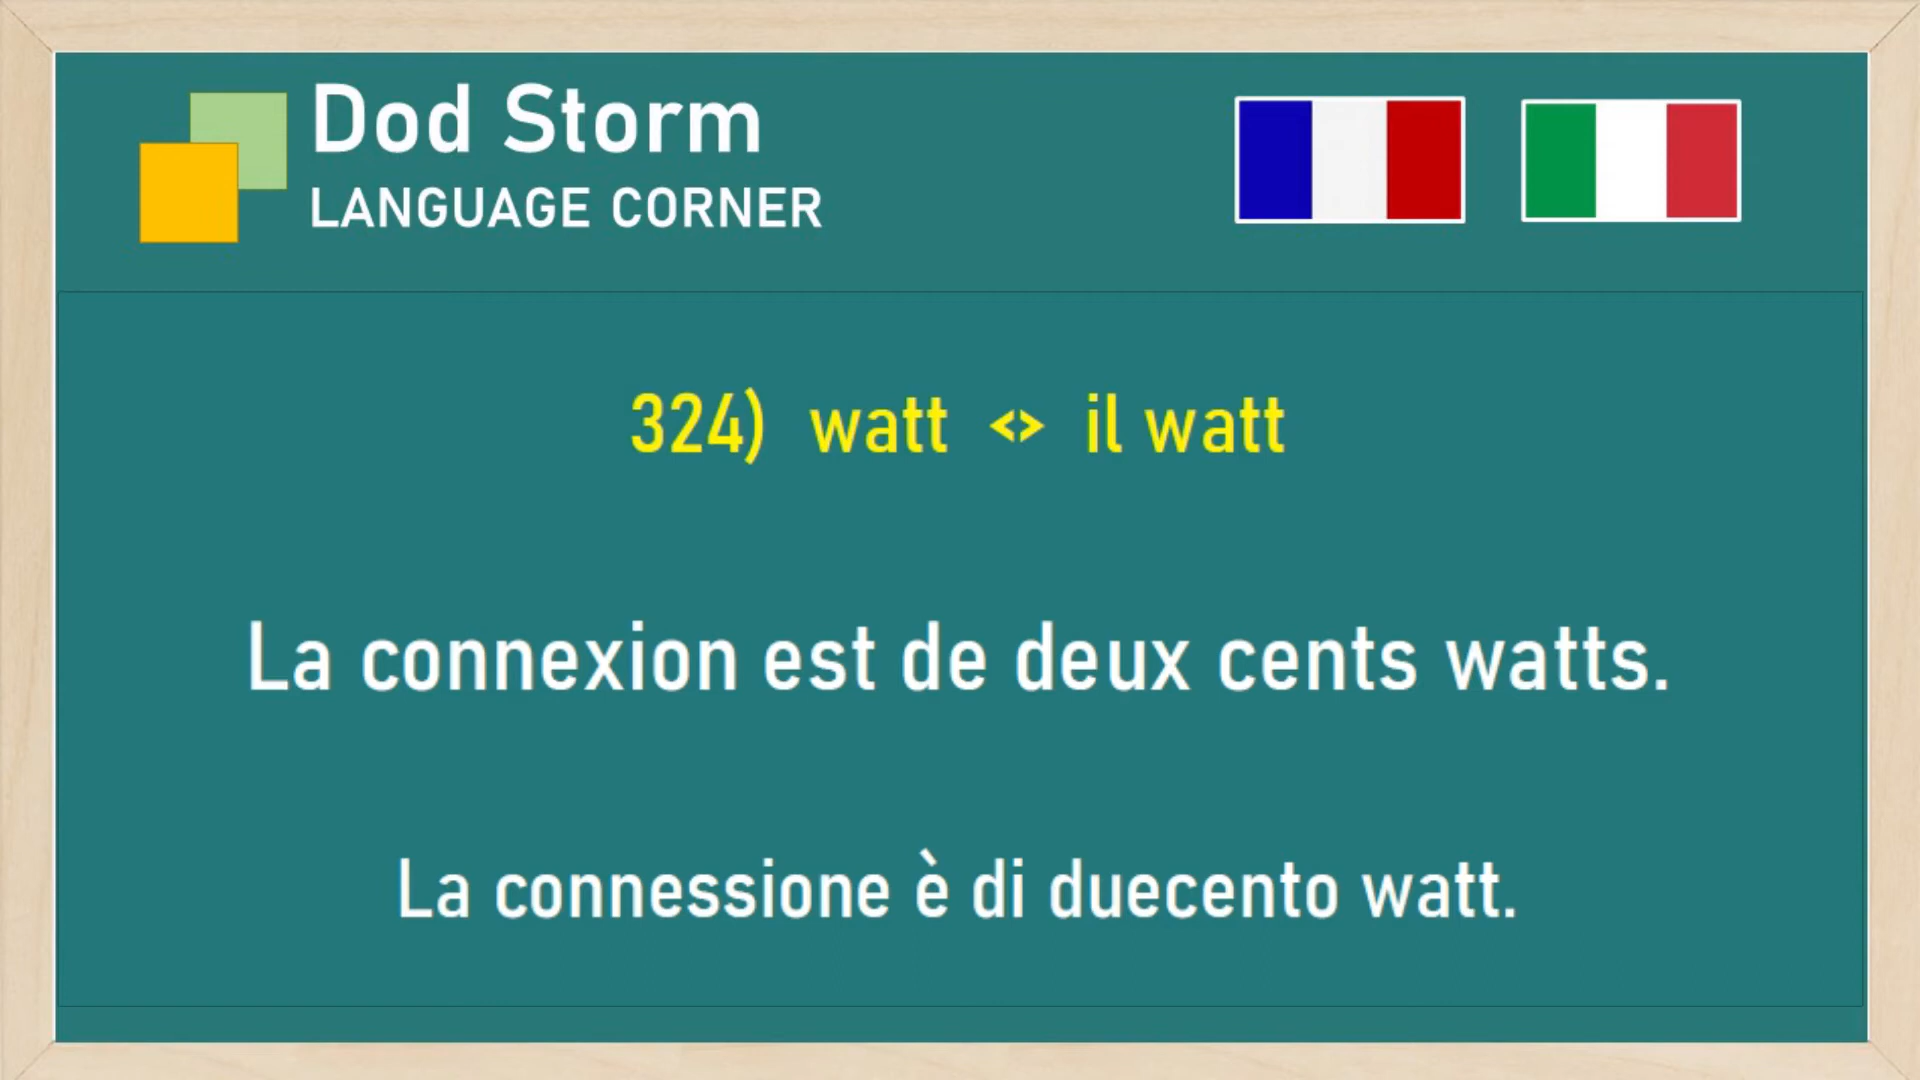 Dod Storm
LANGUAGE CORNER
324) watt <> il watt
La connexion est de deux cents watts.
La connessione è di duecento watt.